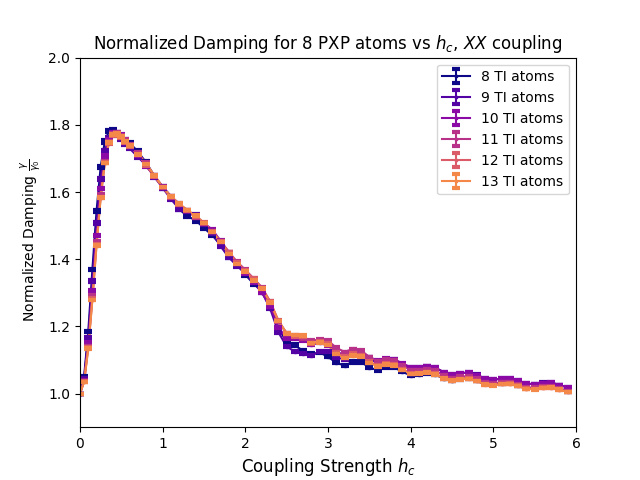 Normalized Damping for 8 PXP atoms vs h_c, XX coupling
2.0
1.8
1.6
1.4
1.2
1.0
Normalized Damping γ/γ₀
8 TI atoms
9 TI atoms
10 TI atoms
11 TI atoms
12 TI atoms
13 TI atoms
0 1 2 3 4 5 6
Coupling Strength h_c